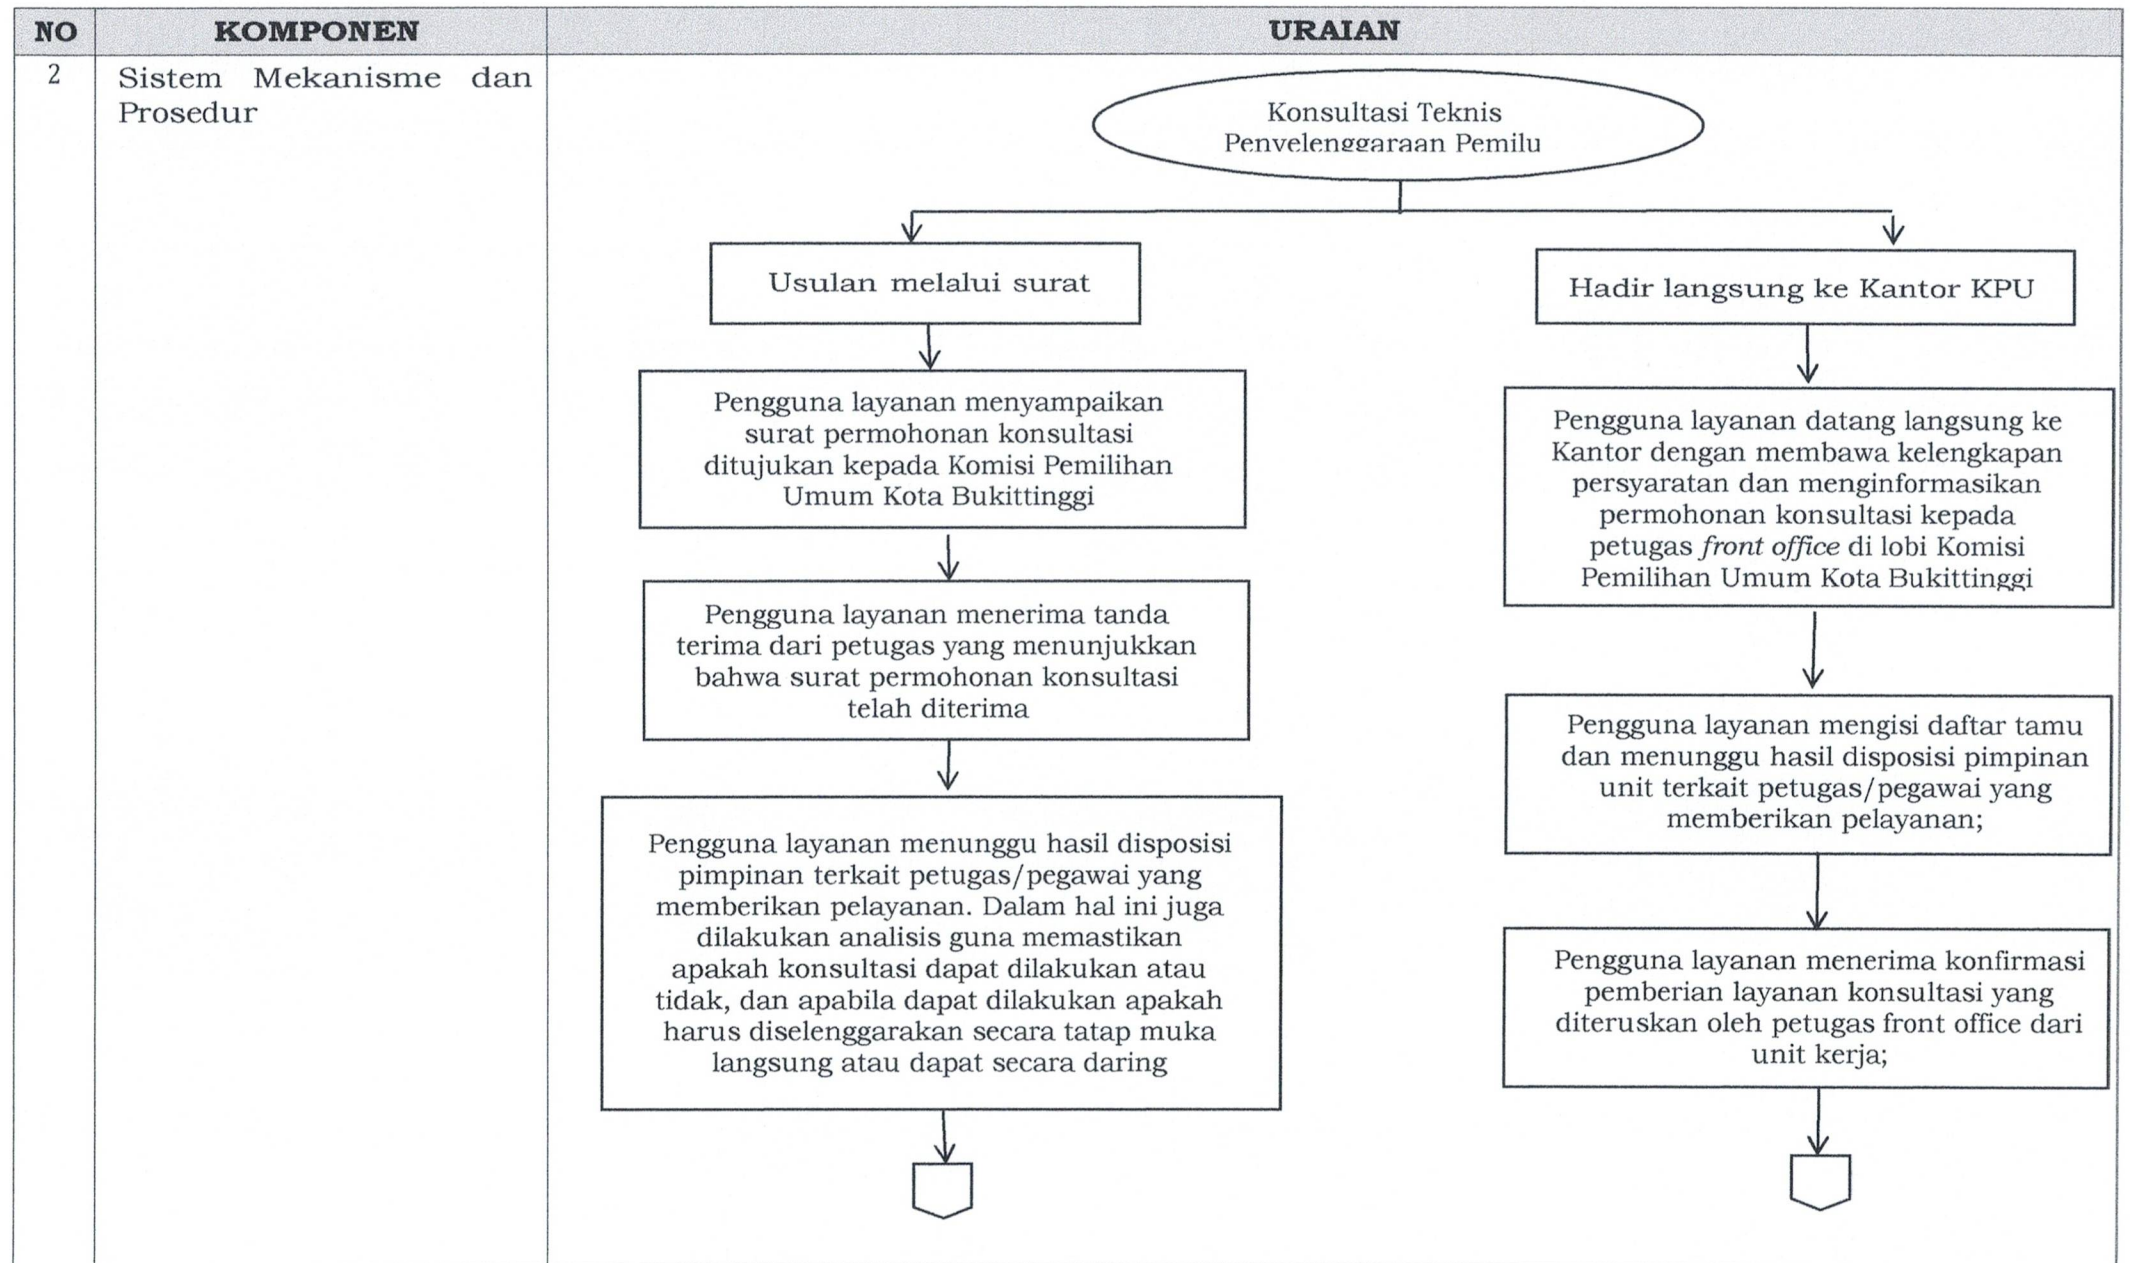 NO KOMPONEN URAIAN
2 Sistem Mekanisme dan
Prosedur
Konsultasi Teknis
Penyelenggaraan Pemilu
Usulan melalui surat
Pengguna layanan menyampaikan
surat permohonan konsultasi
ditujukan kepada Komisi Pemilihan
Umum Kota Bukittinggi
Pengguna layanan menerima tanda
terima dari petugas yang menunjukkan
bahwa surat permohonan konsultasi
telah diterima
Pengguna layanan menunggu hasil disposisi
pimpinan terkait petugas/pegawai yang
memberikan pelayanan. Dalam hal ini juga
dilakukan analisis guna memastikan
apakah konsultasi dapat dilakukan atau
tidak, dan apabila dapat dilakukan apakah
harus diselenggarakan secara tatap muka
langsung atau dapat secara daring
Hadir langsung ke Kantor KPU
Pengguna layanan datang langsung ke
Kantor dengan membawa kelengkapan
persyaratan dan menginformasikan
permohonan konsultasi kepada
petugas front office di lobi Komisi
Pemilihan Umum Kota Bukittinggi
Pengguna layanan mengisi daftar tamu
dan menunggu hasil disposisi pimpinan
unit terkait petugas/pegawai yang
memberikan pelayanan;
Pengguna layanan menerima konfirmasi
pemberian layanan konsultasi yang
diteruskan oleh petugas front office dari
unit kerja;